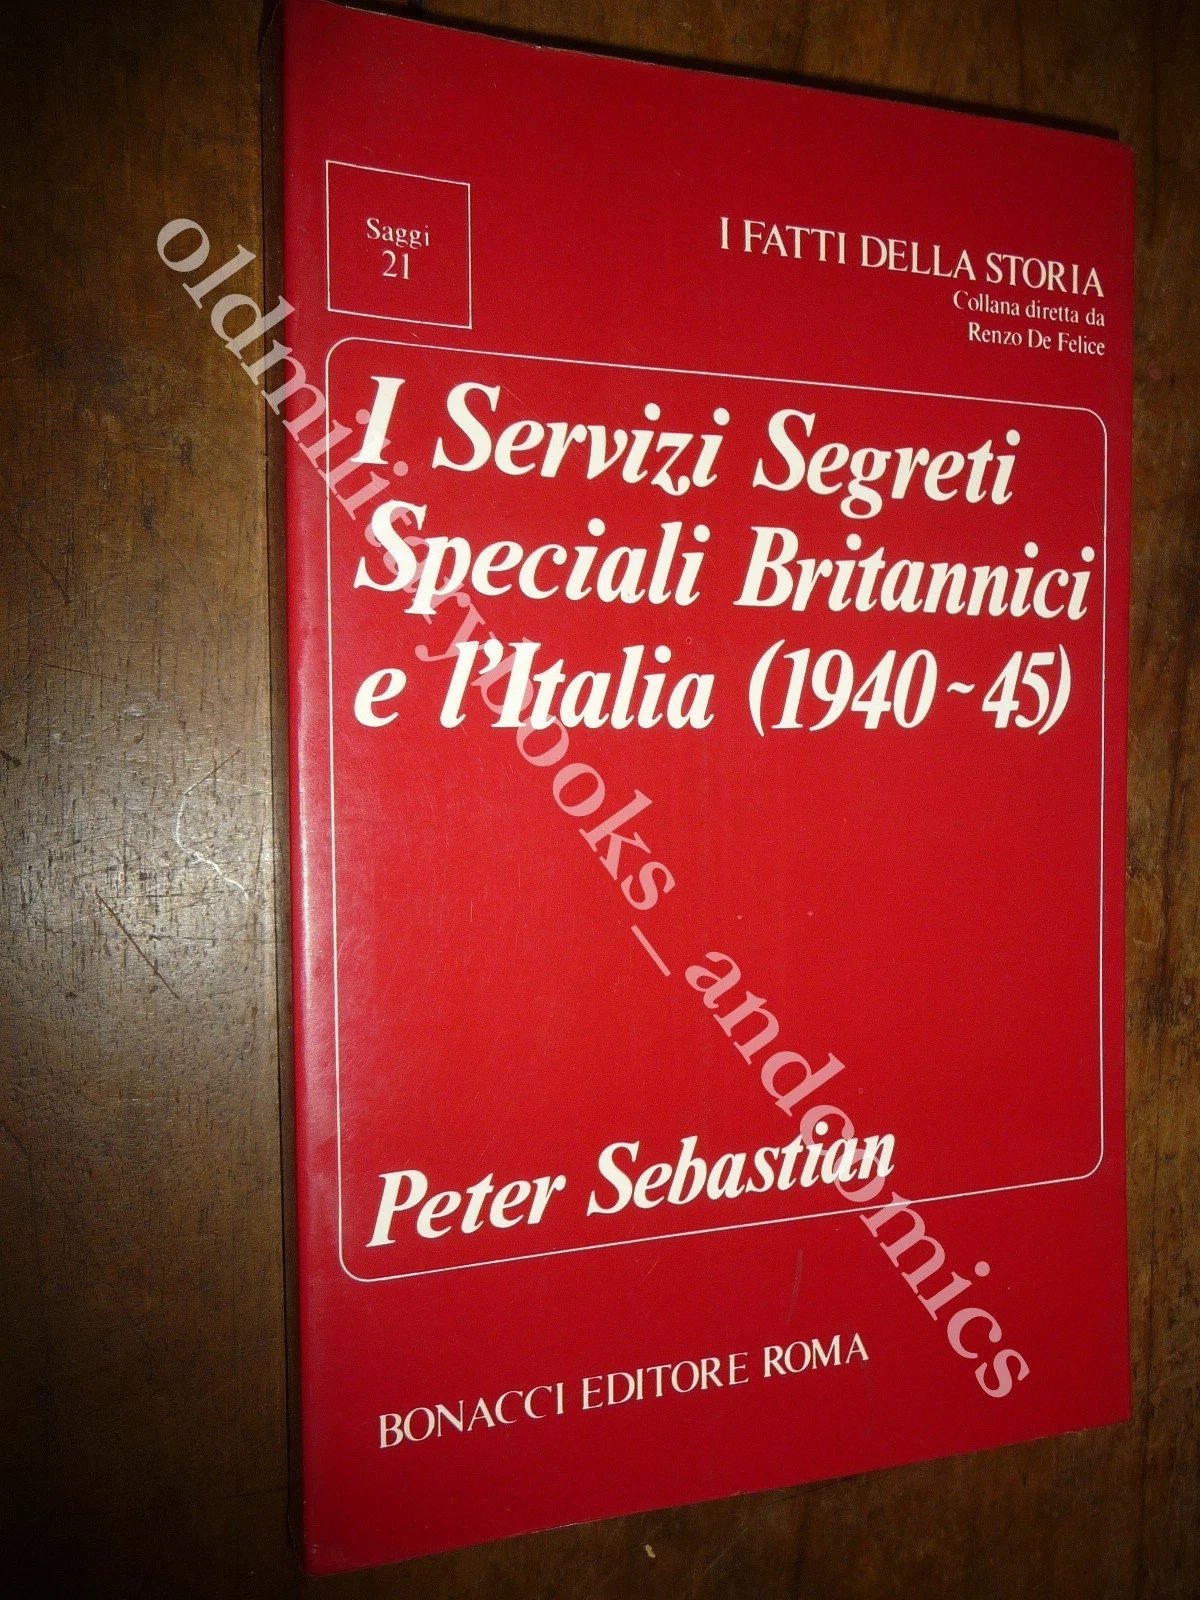 Saggi
21
I FATTI DELLA STORIA
Collana diretta da
Renzo De Felice
I Servizi Segreti
Speciali Britannici
e l'Italia (1940-45)
Peter Sebastian
BONACCI EDITORE ROMA
oldmilitarybooks_andcomics